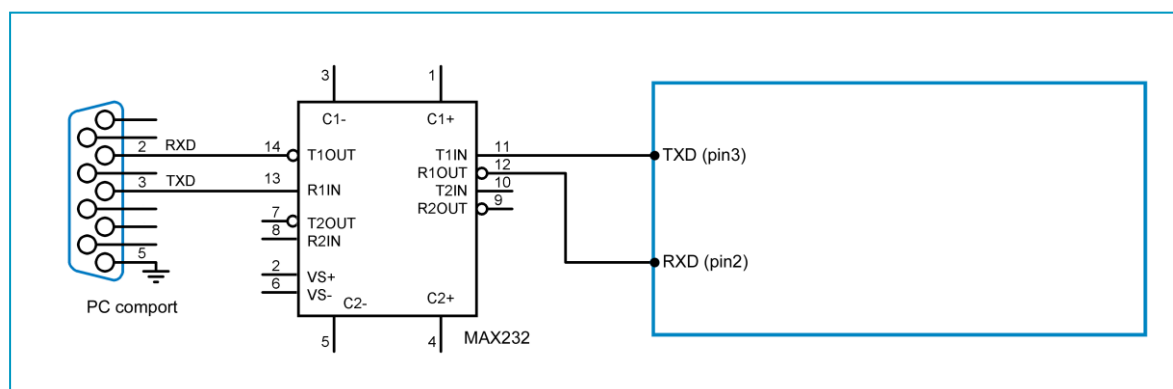 3
1
C1-
C1+
2 RXD 14 T1OUT
T1IN 11
TXD (pin3)
R1OUT 12
3 TXD 13 R1IN
T2IN 10
R2OUT 9
7 T2OUT
8 R2IN
5
RXD (pin2)
2 VS+
6 VS-
C2-
C2+
PC comport
5
4
MAX232